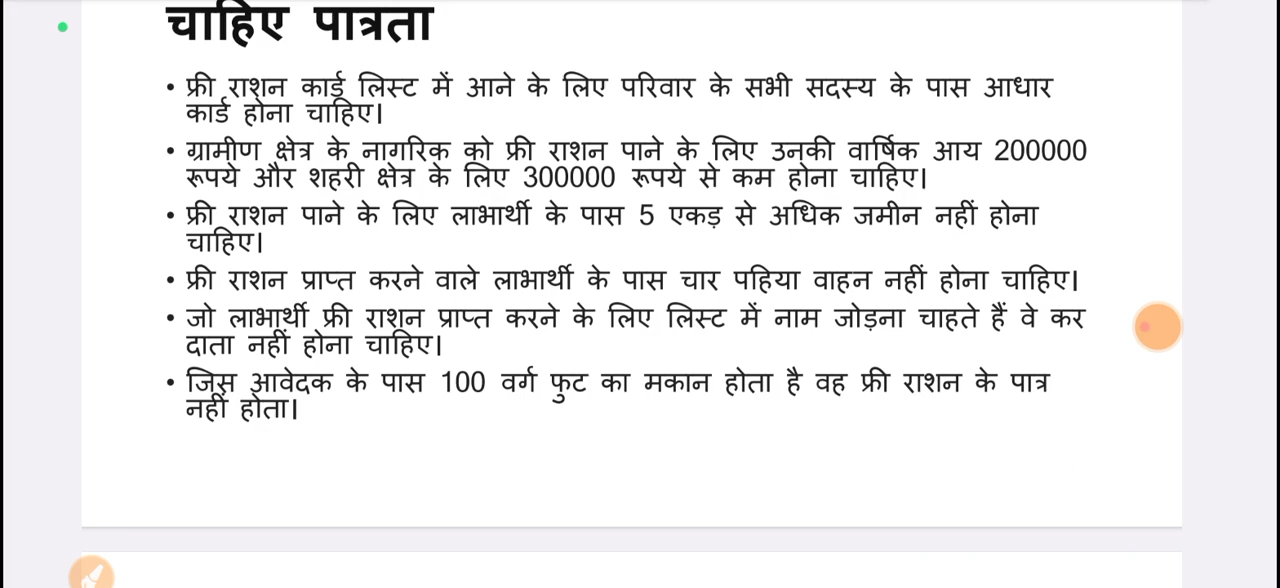 चाहिए पात्रता
• फ्री राशन कार्ड लिस्ट में आने के लिए परिवार के सभी सदस्य के पास आधार
कार्ड होना चाहिए।
• ग्रामीण क्षेत्र के नागरिक को फ्री राशन पाने के लिए उनकी वार्षिक आय 200000
रूपये और शहरी क्षेत्र के लिए 300000 रूपये से कम होना चाहिए।
• फ्री राशन पाने के लिए लाभार्थी के पास 5 एकड़ से अधिक जमीन नहीं होना
चाहिए।
• फ्री राशन प्राप्त करने वाले लाभार्थी के पास चार पहिया वाहन नहीं होना चाहिए।
• जो लाभार्थी फ्री राशन प्राप्त करने के लिए लिस्ट में नाम जोड़ना चाहते हैं वे कर
दाता नहीं होना चाहिए।
• जिस आवेदक के पास 100 वर्ग फुट का मकान होता है वह फ्री राशन के पात्र
नहीं होता।